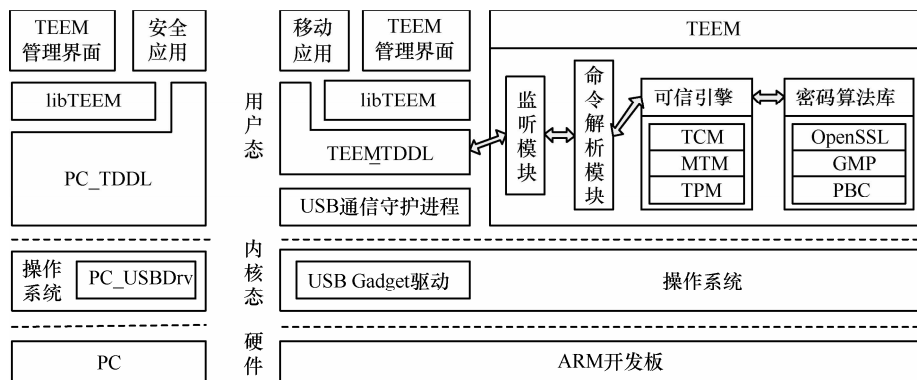 TEEM
管理界面
安全
应用
libTEEM
PC_TDDL
操作
系统
PC_USBDrv
PC
用户态
内核态
硬件
移动
应用
TEEM
管理界面
libTEEM
TEEM_TDDL
USB通信守护进程
USB Gadget驱动
操作系统
ARM开发板
TEEM
监听模块
命令解析模块
可信引擎
TCM
MTM
TPM
密码算法库
OpenSSL
GMP
PBC